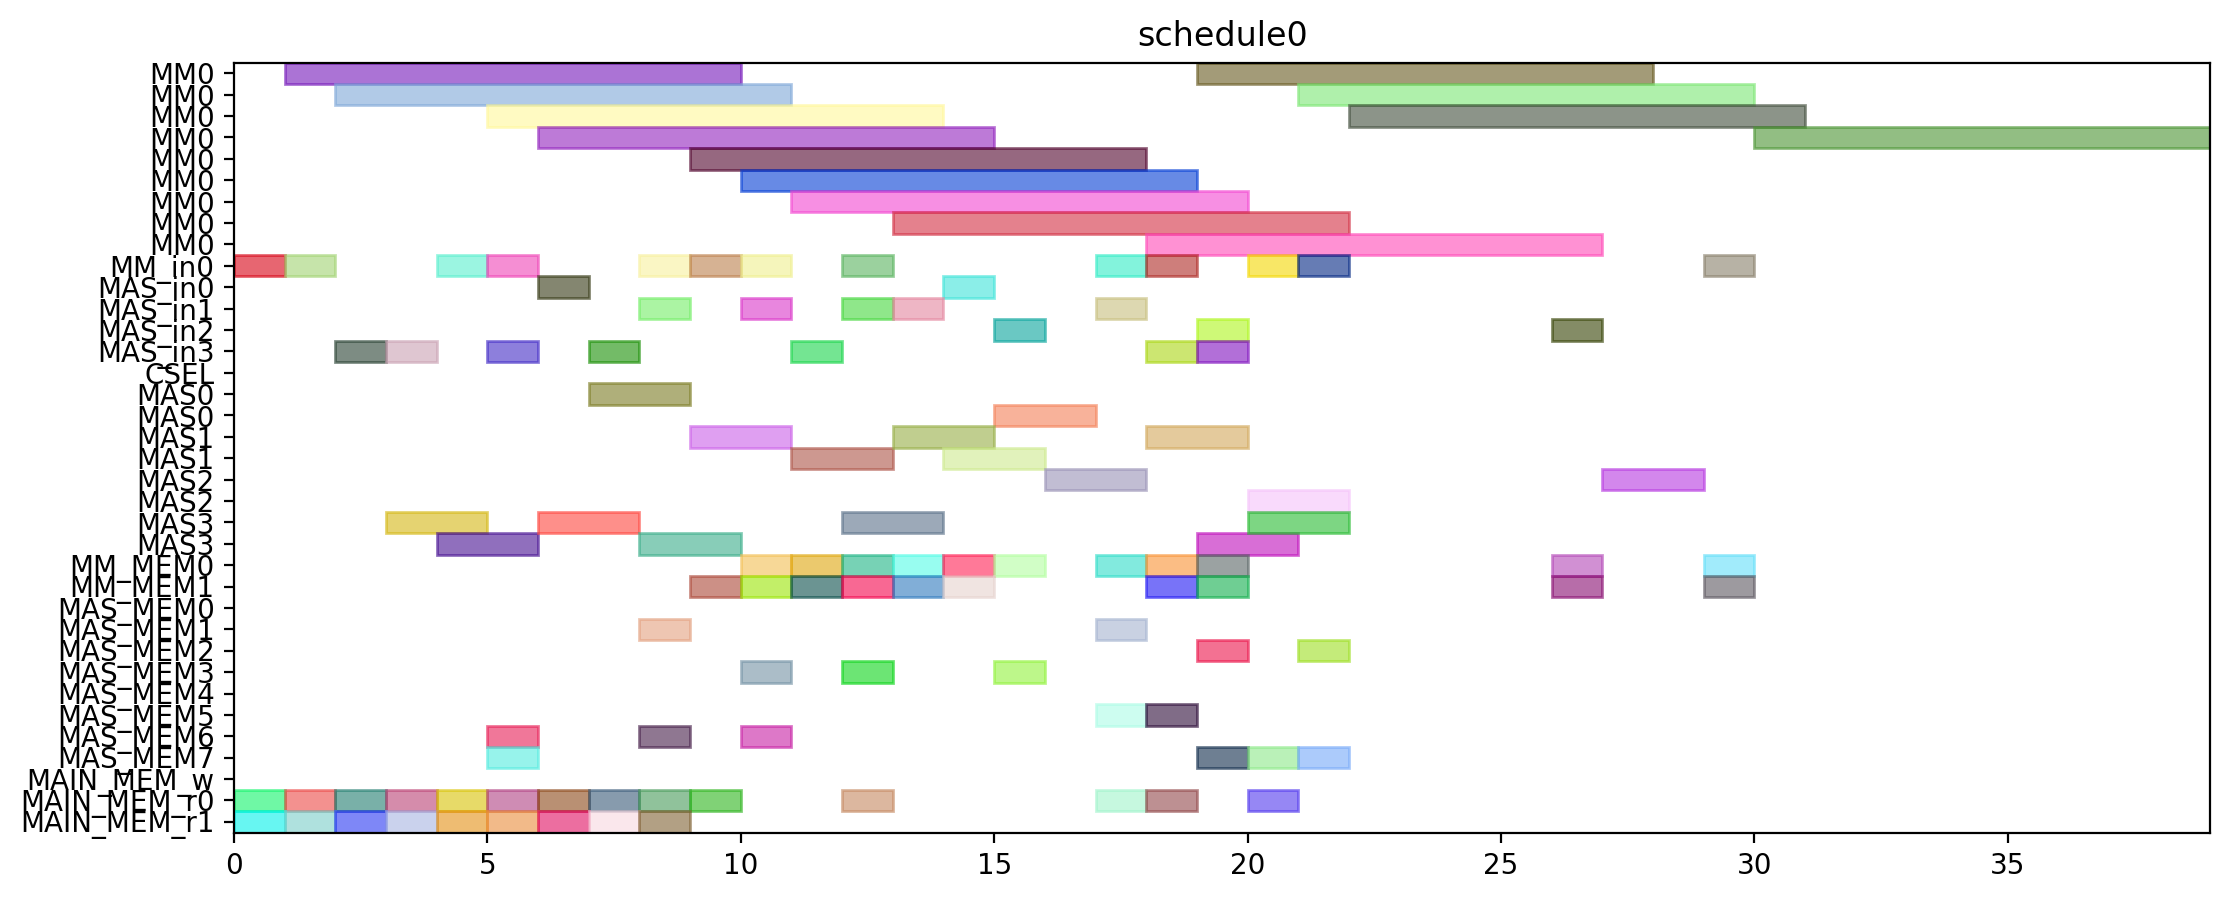 schedule0
MM0
MM0
MM0
MM0
MM0
MM0
MM0
MM0
MM0
MM_in0
MAS_in0
MAS_in1
MAS_in2
MAS_in3
CSEL
MAS0
MAS0
MAS1
MAS1
MAS2
MAS2
MAS3
MAS3
MM_MEM0
MM_MEM1
MAS_MEM0
MAS_MEM1
MAS_MEM2
MAS_MEM3
MAS_MEM4
MAS_MEM5
MAS_MEM6
MAS_MEM7
MAIN_MEM_w
MAIN_MEM_r0
MAIN_MEM_r1
0 5 10 15 20 25 30 35